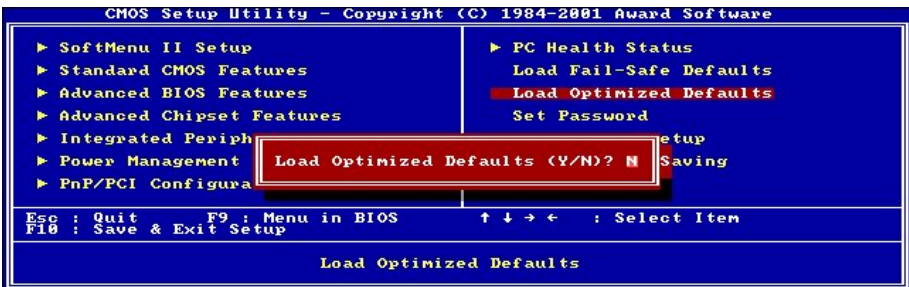 CMOS Setup Utility - Copyright (C) 1984-2001 Award Software
SoftMenu II Setup
Standard CMOS Features
Advanced BIOS Features
Advanced Chipset Features
Integrated Periph
Power Management
PnP/PCI Configura
PC Health Status
Load Fail-Safe Defaults
Load Optimized Defaults
Set Password
etup
Saving
Load Optimized Defaults (Y/N)? N
Esc : Quit F9 : Menu in BIOS ↑ ↓ → ← : Select Item
F10 : Save & Exit Setup
Load Optimized Defaults